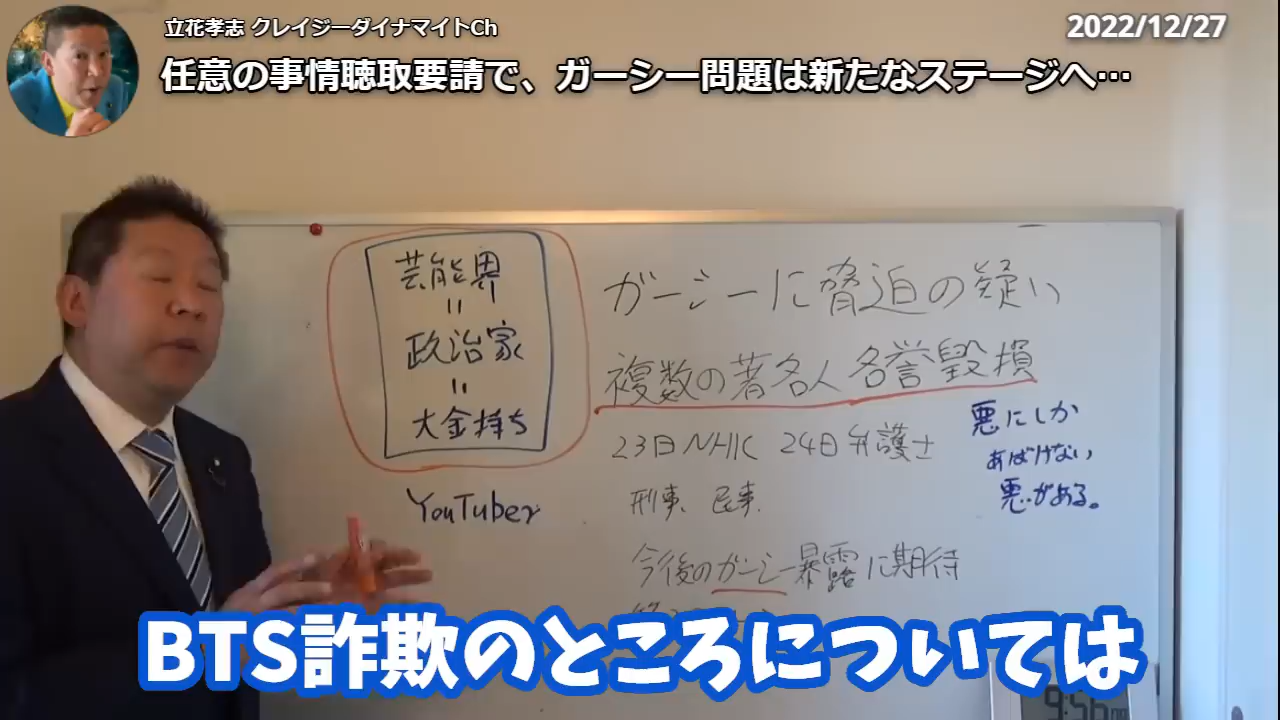 立花孝志 クレイジーダイナマイトCh
2022/12/27
任意の事情聴取要請で、ガーシー問題は新たなステージへ…
芸能界
=
政治家
=
大金持ち
YouTuber
ガーシーに脅迫の疑い
複数の著名人 名誉毀損
23日NHK 24日弁護士
刑事、民事
今後のガーシー暴露に期待
悪にしか
あばけない
悪がある。
BTS詐欺のところについては
9:56